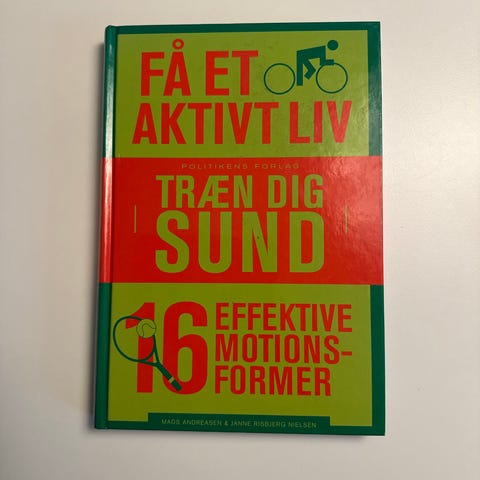 FÅ ET
AKTIVT LIV
POLITIKENS FORLAG
TRÆN DIG
SUND
16 EFFEKTIVE
MOTIONS-
FORMER
MADS ANDREASEN & JANNE RISBJERG NIELSEN